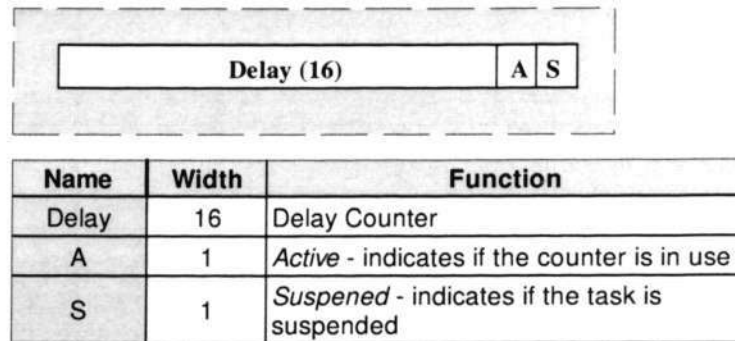 Delay (16) A S
Name Width Function
Delay 16 Delay Counter
A 1 Active - indicates if the counter is in use
S 1 Suspened - indicates if the task is
suspended